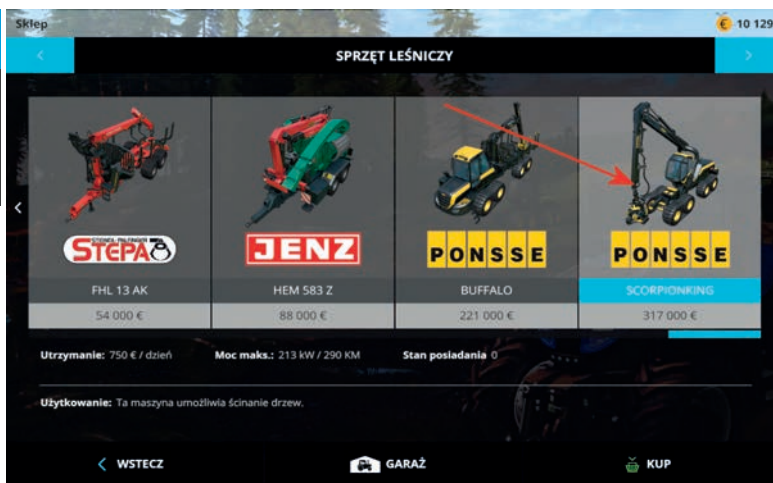 Sklep
10 129
SPRZĘT LEŚNICZY
STEPA
JENZ
PONSSE
PONSSE
FHL 13 AK
HEM 583 Z
BUFFALO
SCORPIONKING
54 000 €
88 000 €
221 000 €
317 000 €
Utrzymanie: 750 € / dzień Moc maks.: 213 kW / 290 KM Stan posiadania 0
Użytkowanie: Ta maszyna umożliwia ścinanie drzew.
WSTECZ
GARAŻ
KUP